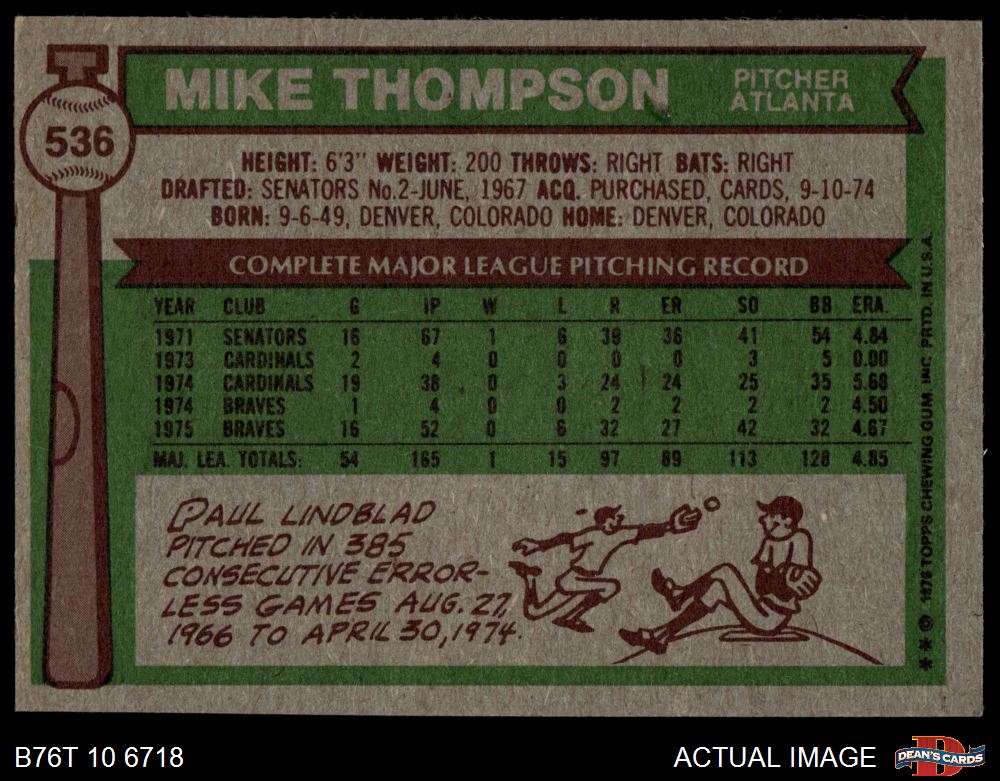 536
MIKE THOMPSON
PITCHER
ATLANTA
HEIGHT: 6'3" WEIGHT: 200 THROWS: RIGHT BATS: RIGHT
DRAFTED: SENATORS No.2-JUNE, 1967 ACQ. PURCHASED, CARDS, 9-10-74
BORN: 9-6-49, DENVER, COLORADO HOME: DENVER, COLORADO
COMPLETE MAJOR LEAGUE PITCHING RECORD
YEAR CLUB G IP W L R ER SO BB ERA.
1971 SENATORS 16 67 1 6 39 36 41 54 4.84
1973 CARDINALS 2 4 0 0 0 0 3 5 0.00
1974 CARDINALS 19 38 0 3 24 24 25 35 5.68
1974 BRAVES 1 4 0 0 2 2 2 2 4.50
1975 BRAVES 16 52 0 6 32 27 42 32 4.67
MAJ. LEA. TOTALS: 54 165 1 15 97 89 113 128 4.85
PAUL LINDBLAD
PITCHED IN 385
CONSECUTIVE ERROR-
LESS GAMES AUG. 27,
1966 TO APRIL 30, 1974.
** © 1976 TOPPS CHEWING GUM INC. PRTD. IN U.S.A.
B76T 10 6718
ACTUAL IMAGE
D
DEAN'S CARDS